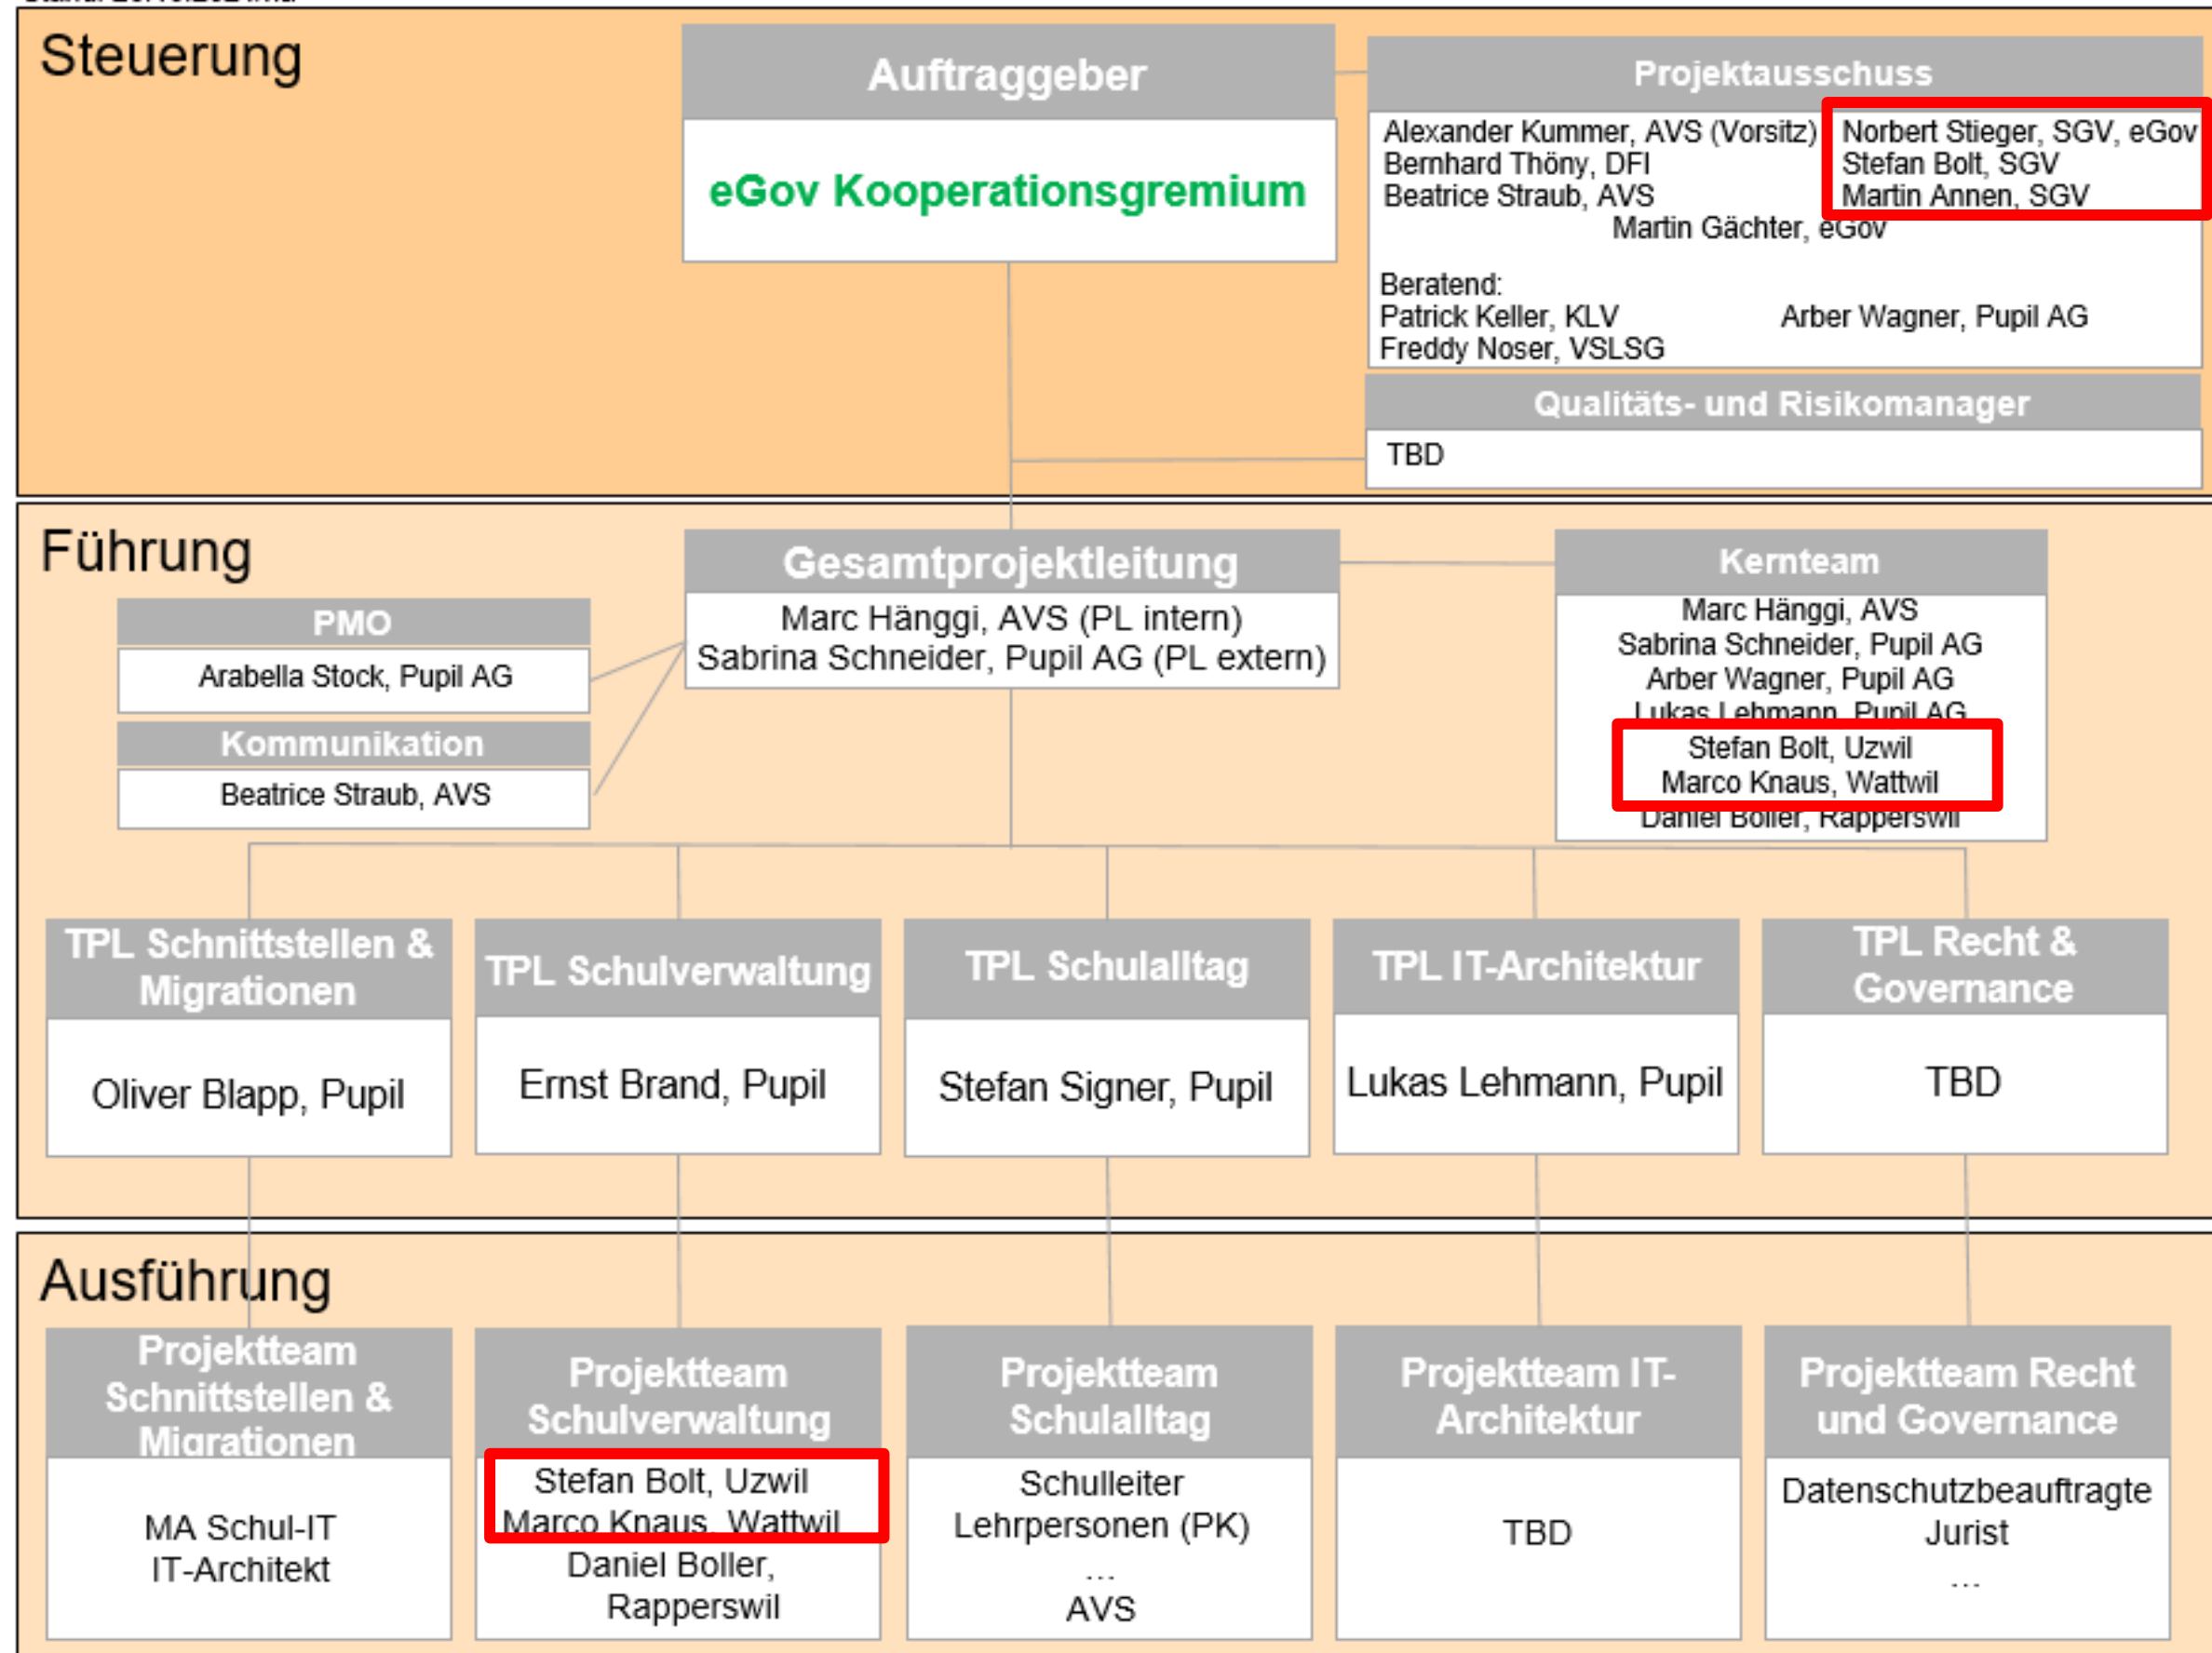 Steuerung
Auftraggeber
eGov Kooperationsgremium
Projektausschuss
Alexander Kummer, AVS (Vorsitz)
Bernhard Thöny, DFI
Beatrice Straub, AVS
Norbert Stieger, SGV, eGov
Stefan Bolt, SGV
Martin Annen, SGV
Martin Gächter, eGov
Beratend:
Patrick Keller, KLV
Arber Wagner, Pupil AG
Freddy Noser, VSLSG
Qualitäts- und Risikomanager
TBD
Führung
Gesamtprojektleitung
Marc Hänggi, AVS (PL intern)
Sabrina Schneider, Pupil AG (PL extern)
PMO
Arabella Stock, Pupil AG
Kommunikation
Beatrice Straub, AVS
Kernteam
Marc Hänggi, AVS
Sabrina Schneider, Pupil AG
Arber Wagner, Pupil AG
Lukas Lehmann, Pupil AG
Stefan Bolt, Uzwil
Marco Knaus, Wattwil
Daniel Boller, Rapperswil
TPL Schnittstellen &
Migrationen
Oliver Blapp, Pupil
TPL Schulverwaltung
Ernst Brand, Pupil
TPL Schulalltag
Stefan Signer, Pupil
TPL IT-Architektur
Lukas Lehmann, Pupil
TPL Recht &
Governance
TBD
Ausführung
Projektteam
Schnittstellen &
Migrationen
MA Schul-IT
IT-Architekt
Projektteam
Schulverwaltung
Stefan Bolt, Uzwil
Marco Knaus, Wattwil
Daniel Boller,
Rapperswil
Projektteam
Schulalltag
Schulleiter
Lehrpersonen (PK)
...
AVS
Projektteam IT-
Architektur
TBD
Projektteam Recht
und Governance
Datenschutzbeauftragte
Jurist
...